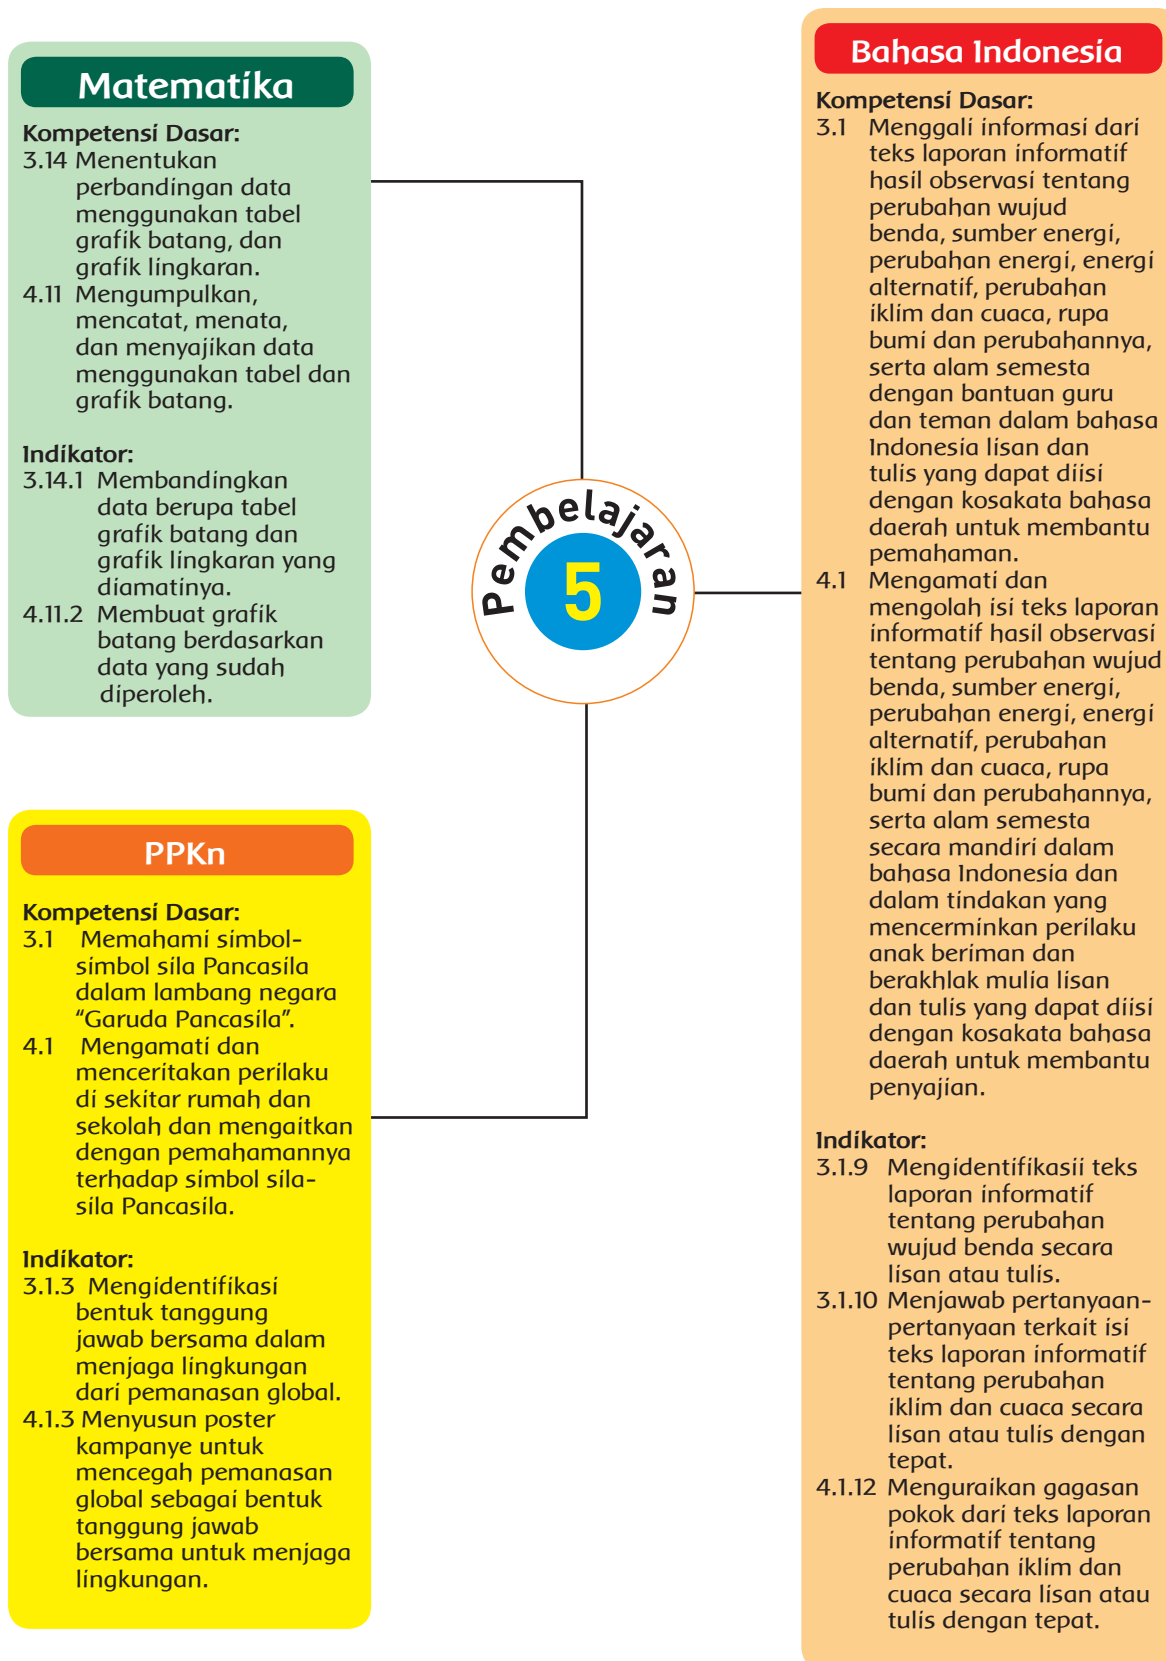 Matematika
Kompetensi Dasar:
3.14 Menentukan
perbandingan data
menggunakan tabel
grafik batang, dan
grafik lingkaran.
4.11 Mengumpulkan,
mencatat, menata,
dan menyajikan data
menggunakan tabel dan
grafik batang.
Indikator:
3.14.1 Membandingkan
data berupa tabel
grafik batang dan
grafik lingkaran yang
diamatinya.
4.11.2 Membuat grafik
batang berdasarkan
data yang sudah
diperoleh.
Pembelajaran
5
PPKn
Kompetensi Dasar:
3.1 Memahami simbol-
simbol sila Pancasila
dalam lambang negara
“Garuda Pancasila”.
4.1 Mengamati dan
menceritakan perilaku
di sekitar rumah dan
sekolah dan mengaitkan
dengan pemahamannya
terhadap simbol sila-
sila Pancasila.
Indikator:
3.1.3 Mengidentifikasi
bentuk tanggung
jawab bersama dalam
menjaga lingkungan
dari pemanasan global.
4.1.3 Menyusun poster
kampanye untuk
mencegah pemanasan
global sebagai bentuk
tanggung jawab
bersama untuk menjaga
lingkungan.
Bahasa Indonesia
Kompetensi Dasar:
3.1 Menggali informasi dari
teks laporan informatif
hasil observasi tentang
perubahan wujud
benda, sumber energi,
perubahan energi, energi
alternatif, perubahan
iklim dan cuaca, rupa
bumi dan perubahannya,
serta alam semesta
dengan bantuan guru
dan teman dalam bahasa
Indonesia lisan dan
tulis yang dapat diisi
dengan kosakata bahasa
daerah untuk membantu
pemahaman.
4.1 Mengamati dan
mengolah isi teks laporan
informatif hasil observasi
tentang perubahan wujud
benda, sumber energi,
perubahan energi, energi
alternatif, perubahan
iklim dan cuaca, rupa
bumi dan perubahannya,
serta alam semesta
secara mandiri dalam
bahasa Indonesia dan
dalam tindakan yang
mencerminkan perilaku
anak beriman dan
berakhlak mulia lisan
dan tulis yang dapat diisi
dengan kosakata bahasa
daerah untuk membantu
penyajian.
Indikator:
3.1.9 Mengidentifikasii teks
laporan informatif
tentang perubahan
wujud benda secara
lisan atau tulis.
3.1.10 Menjawab pertanyaan-
pertanyaan terkait isi
teks laporan informatif
tentang perubahan
iklim dan cuaca secara
lisan atau tulis dengan
tepat.
4.1.12 Menguraikan gagasan
pokok dari teks laporan
informatif tentang
perubahan iklim dan
cuaca secara lisan atau
tulis dengan tepat.